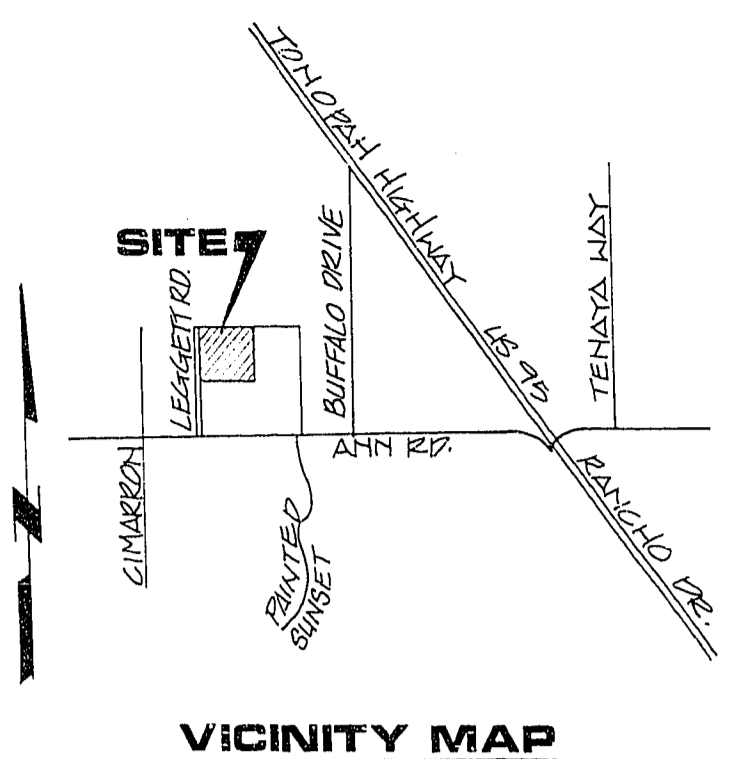 TONOPAH HIGHWAY
US 95
RANCHO DR.
SITE
LEGGETT RD.
BUFFALO DRIVE
TENAYA WAY
ANN RD.
CIMARRON
PAINTED
SUNSET
N
VICINITY MAP